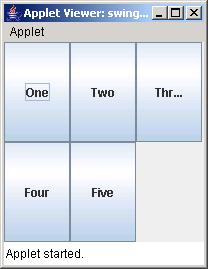 Applet Viewer: swing...
Applet
One Two Thr...
Four Five
Applet started.